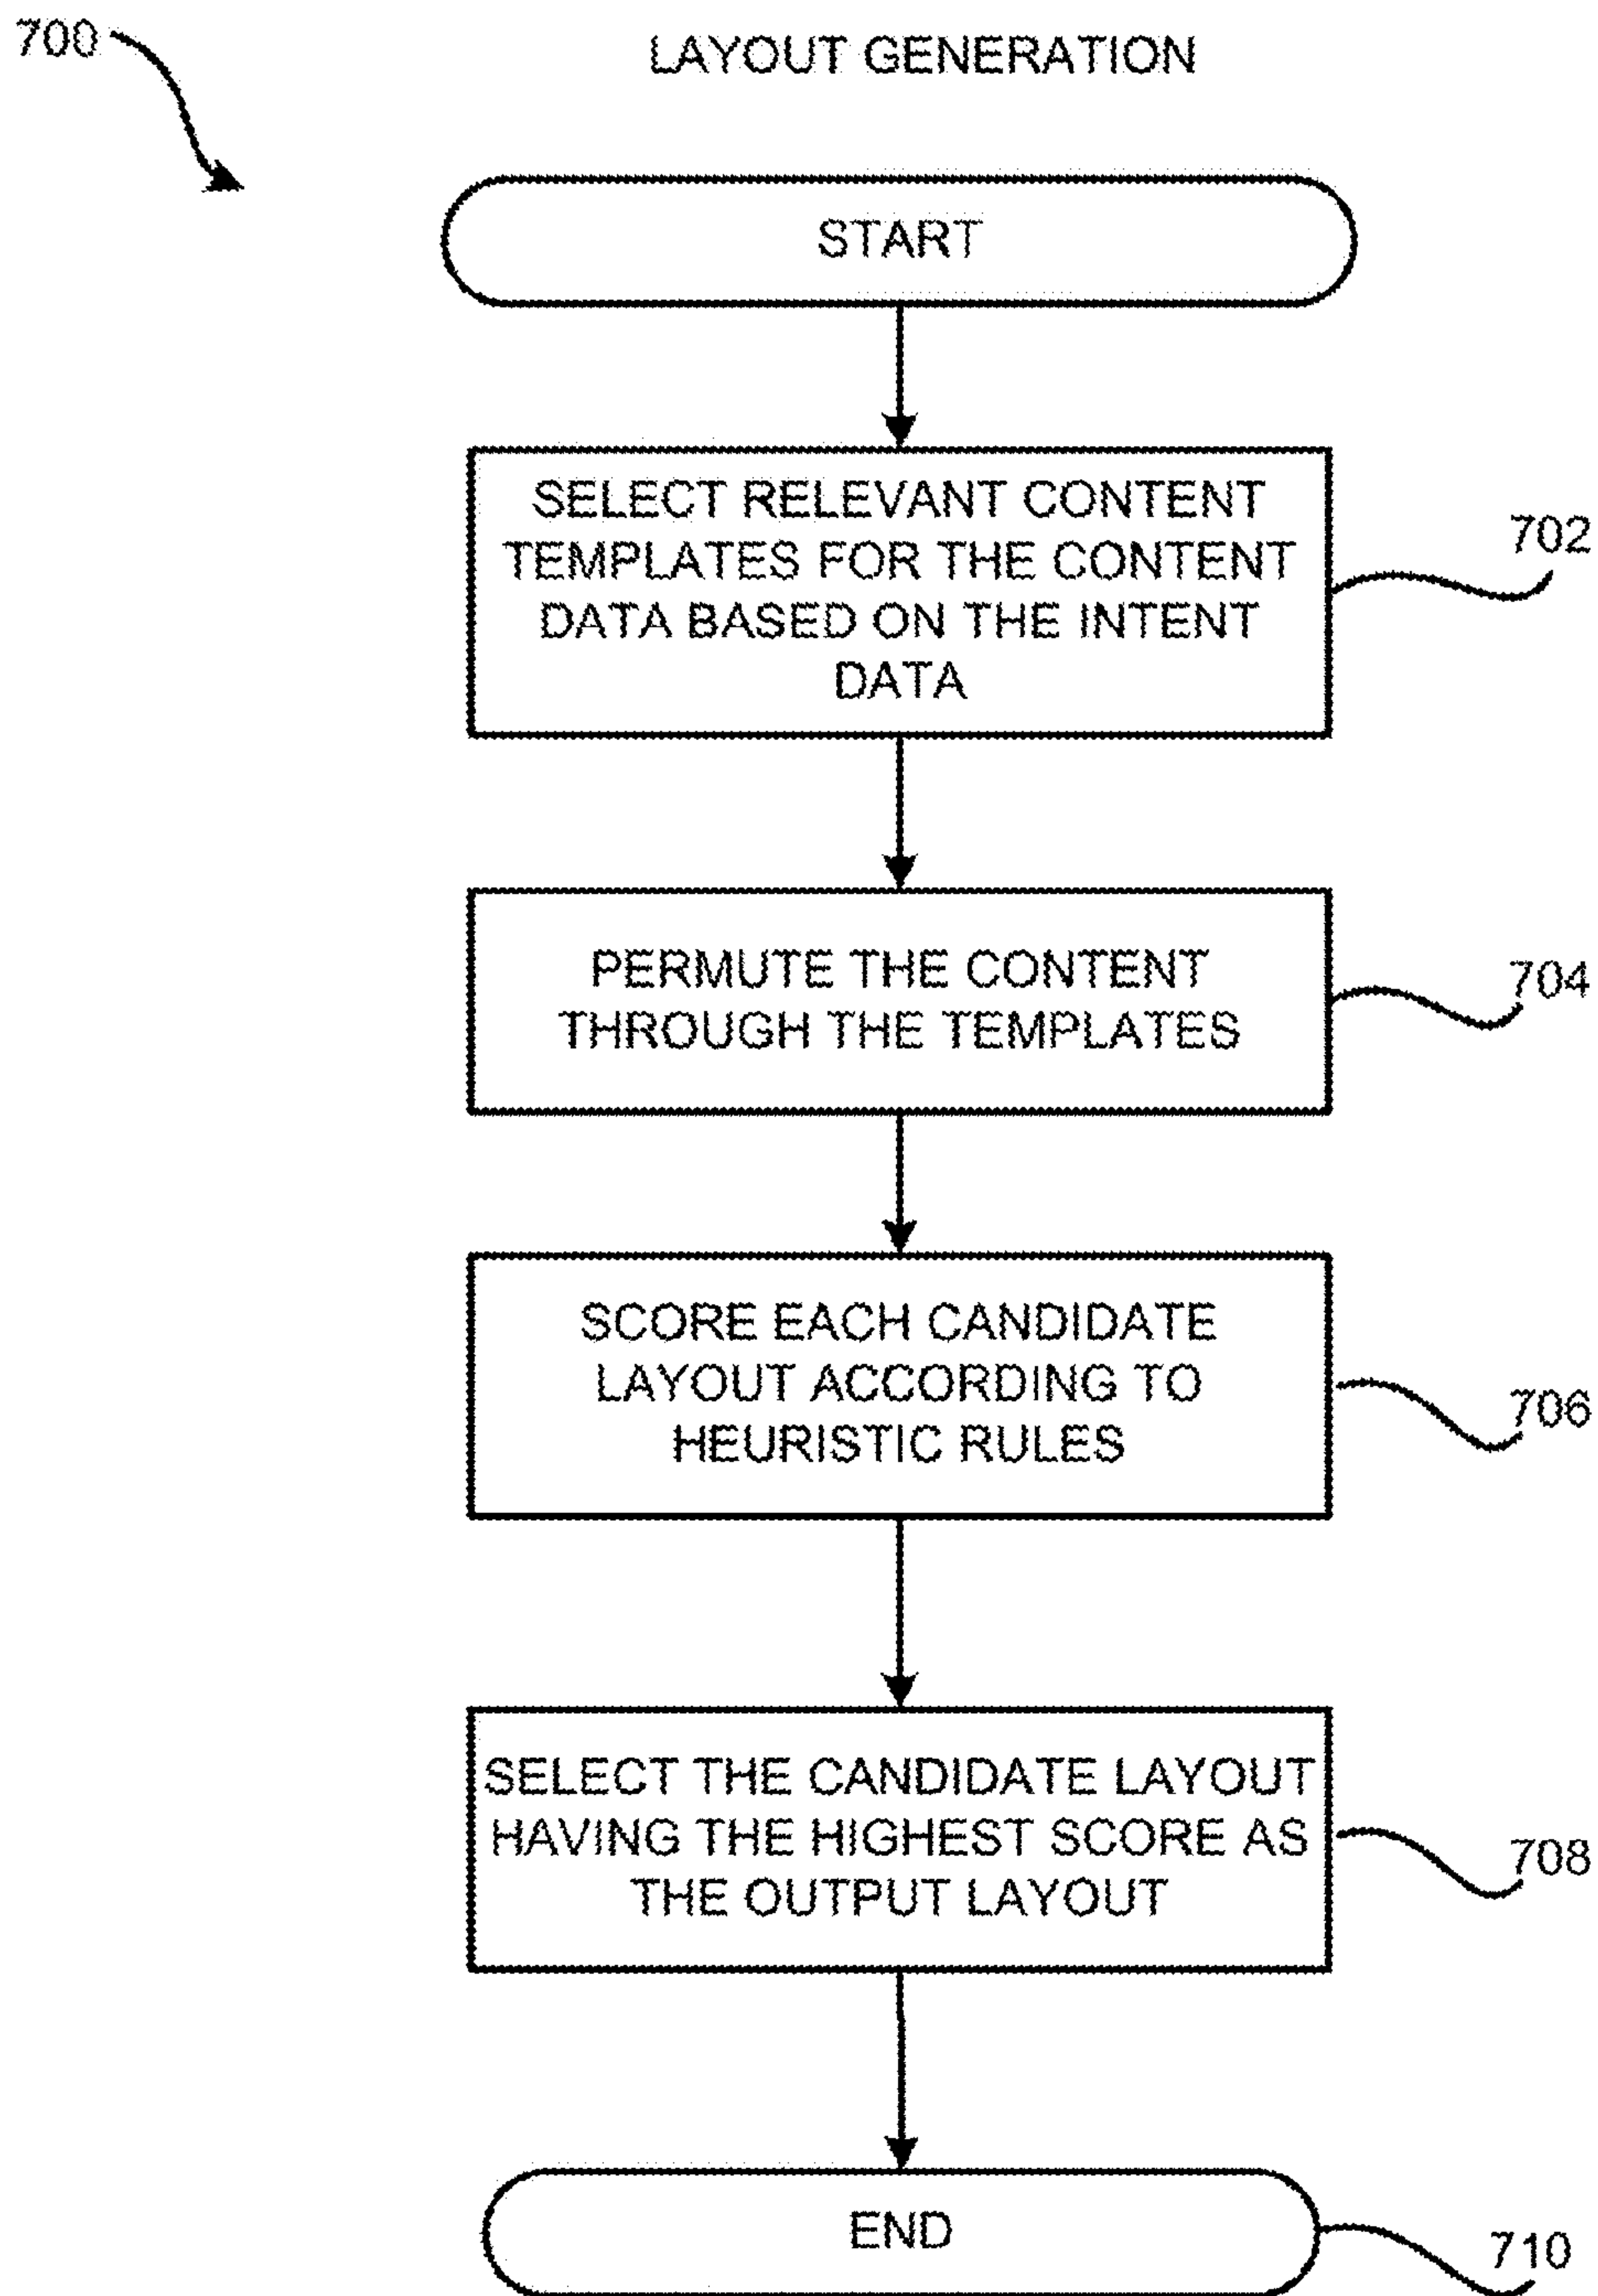 700
LAYOUT GENERATION
START
SELECT RELEVANT CONTENT
TEMPLATES FOR THE CONTENT
DATA BASED ON THE INTENT
DATA
702
PERMUTE THE CONTENT
THROUGH THE TEMPLATES
704
SCORE EACH CANDIDATE
LAYOUT ACCORDING TO
HEURISTIC RULES
706
SELECT THE CANDIDATE LAYOUT
HAVING THE HIGHEST SCORE AS
THE OUTPUT LAYOUT
708
END
710